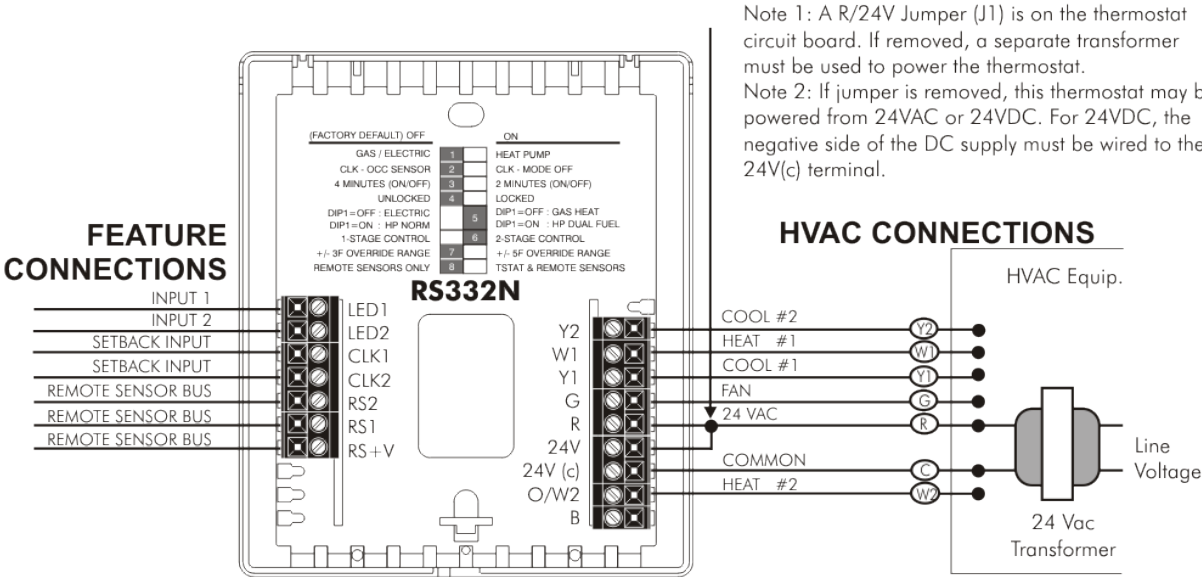 Note 1: A R/24V Jumper (J1) is on the thermostat
circuit board. If removed, a separate transformer
must be used to power the thermostat.
Note 2: If jumper is removed, this thermostat may b
powered from 24VAC or 24VDC. For 24VDC, the
negative side of the DC supply must be wired to the
24V(c) terminal.
(FACTORY DEFAULT) OFF ON
GAS / ELECTRIC 1 HEAT PUMP
CLK - OCC SENSOR 2 CLK - MODE OFF
4 MINUTES (ON/OFF) 3 2 MINUTES (ON/OFF)
UNLOCKED 4 LOCKED
DIP1=OFF : ELECTRIC 5 DIP1=OFF : GAS HEAT
DIP1=ON : HP NORM DIP1=ON : HP DUAL FUEL
1-STAGE CONTROL 6 2-STAGE CONTROL
+/- 3F OVERRIDE RANGE 7 +/- 5F OVERRIDE RANGE
REMOTE SENSORS ONLY 8 TSTAT & REMOTE SENSORS
RS332N
FEATURE
CONNECTIONS
INPUT 1 LED1
INPUT 2 LED2
SETBACK INPUT CLK1
SETBACK INPUT CLK2
REMOTE SENSOR BUS RS2
REMOTE SENSOR BUS RS1
REMOTE SENSOR BUS RS+V
HVAC CONNECTIONS
HVAC Equip.
Y2 COOL #2 Y2
W1 HEAT #1 W1
Y1 COOL #1 Y1
G FAN G
R 24 VAC R
24V
24V (c) COMMON C
O/W2 HEAT #2 W2
B
Line
Voltage
24 Vac
Transformer